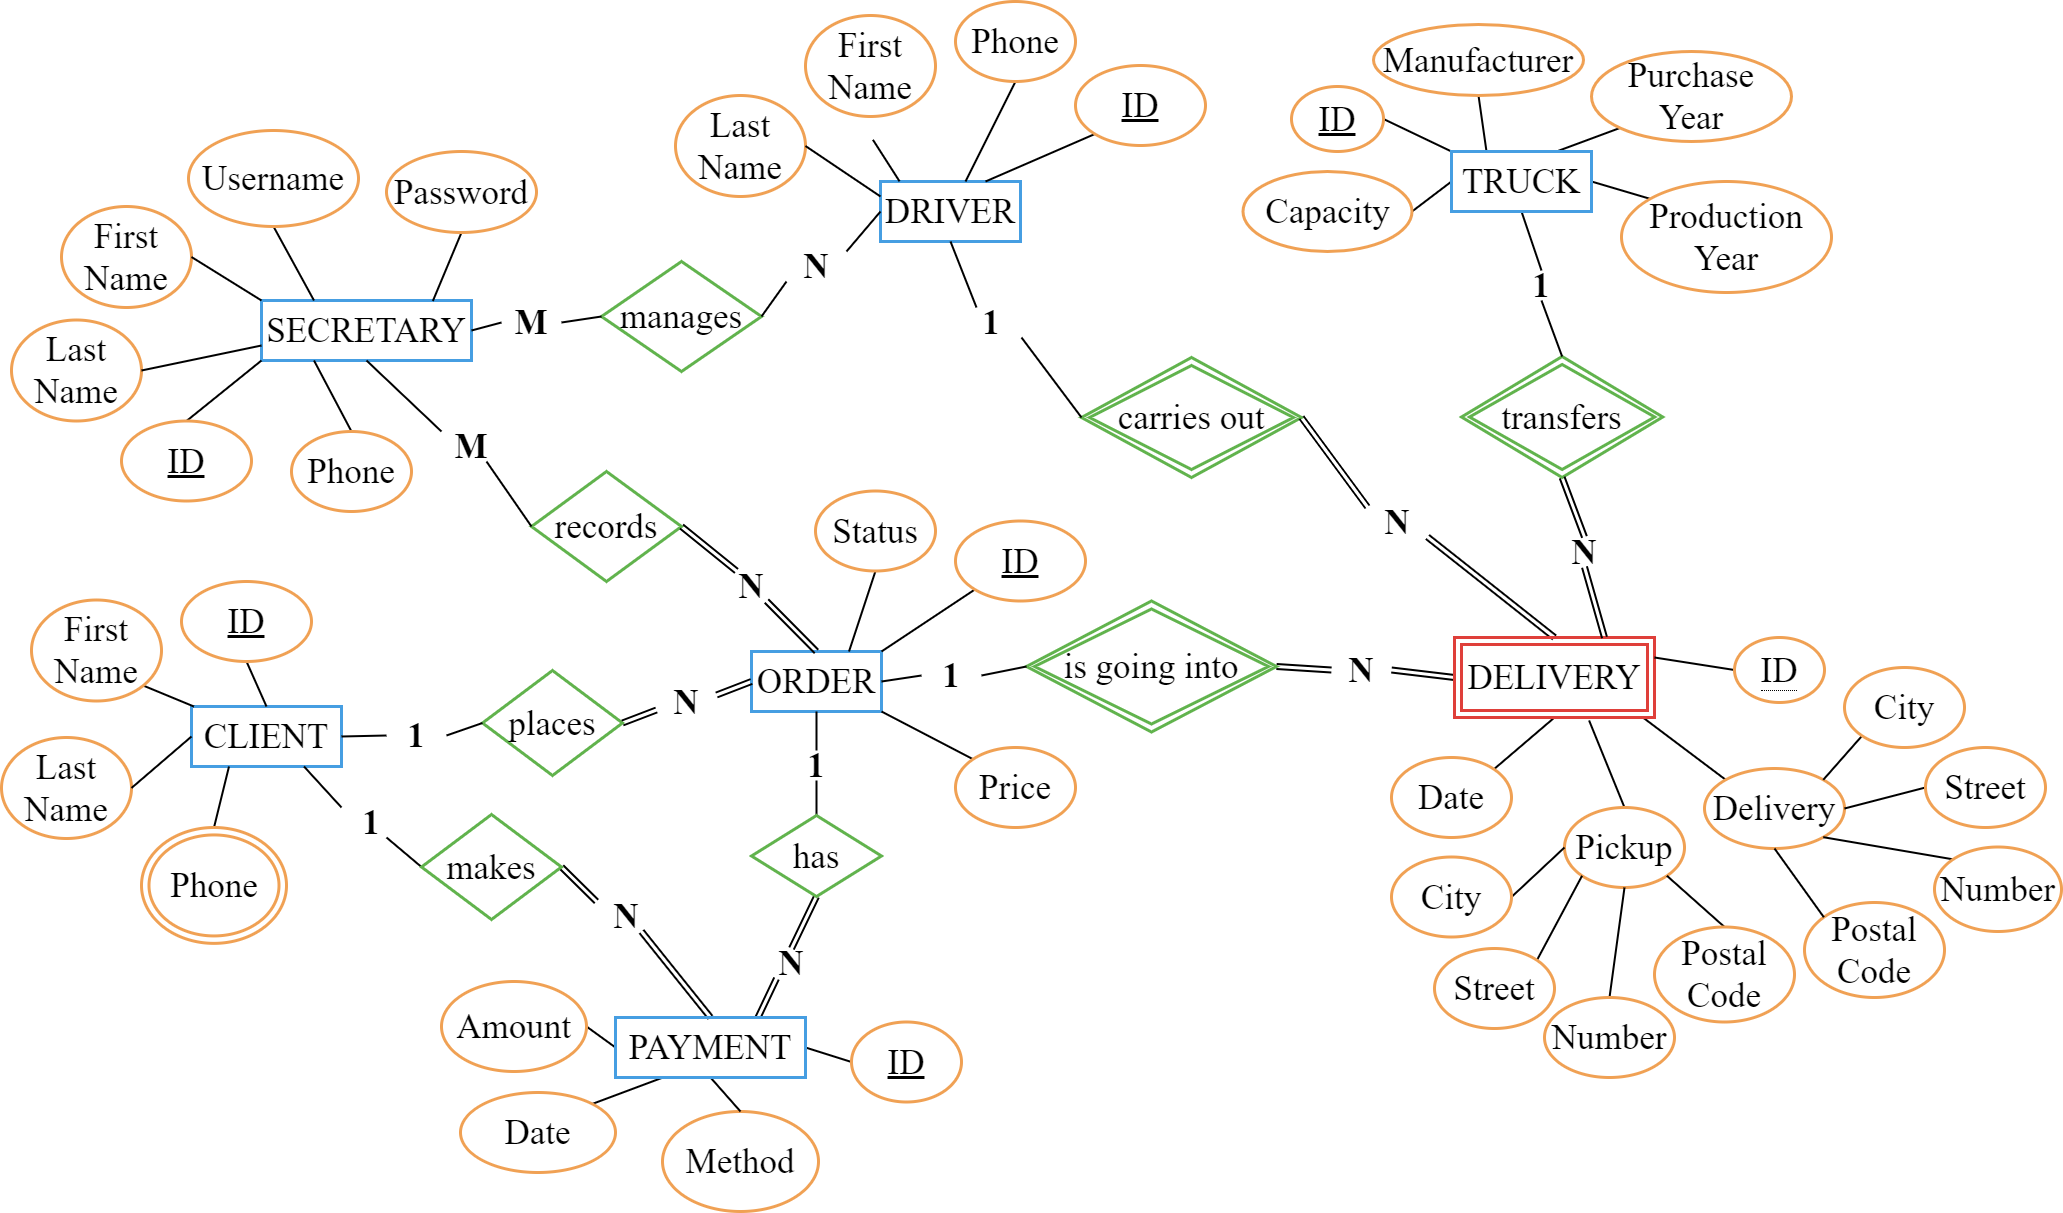 First
Name
Phone
ID
Last
Name
DRIVER
Manufacturer
Purchase
Year
ID
TRUCK
Capacity
Production
Year
Username
Password
First
Name
SECRETARY
Last
Name
ID
Phone
M
manages
N
1
1
carries out
transfers
M
records
N
N
N
Status
ID
ORDER
Price
1
is going into
N
DELIVERY
ID
First
Name
ID
CLIENT
Last
Name
Phone
1
places
N
1
makes
N
1
has
N
Amount
PAYMENT
ID
Date
Method
Date
Pickup
City
Street
Number
Postal
Code
Delivery
City
Street
Number
Postal
Code